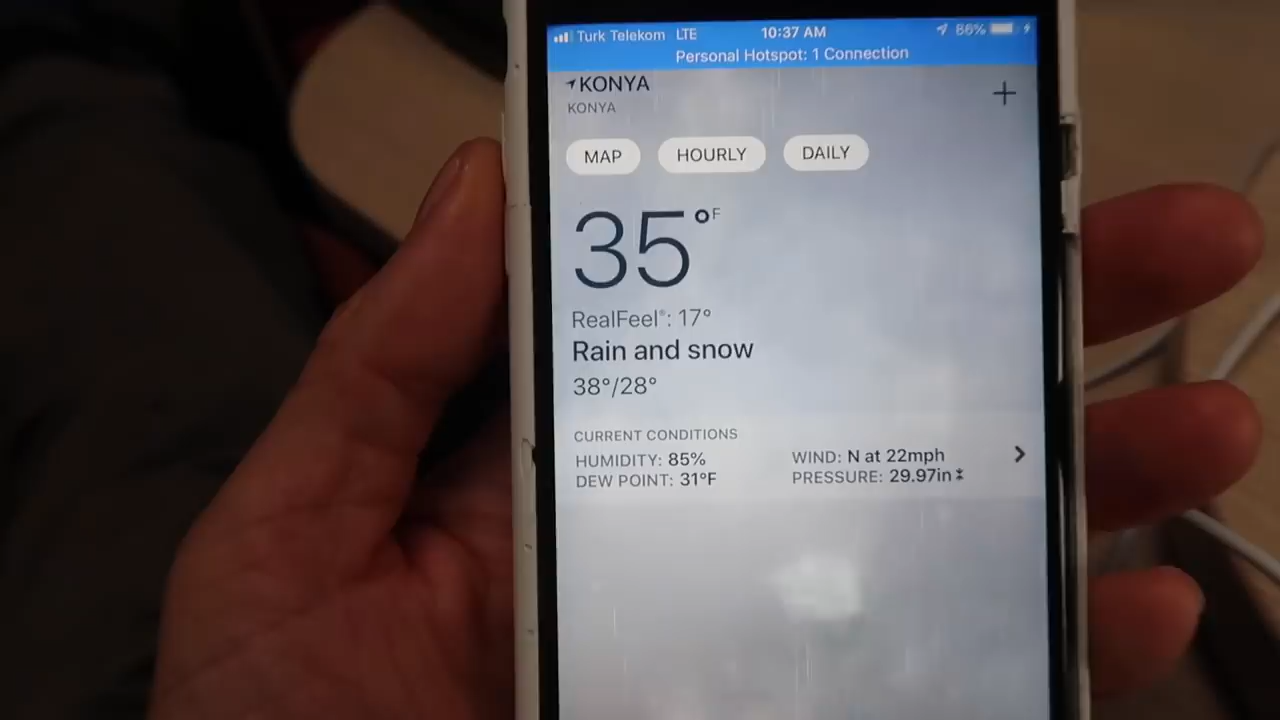 Turk Telekom LTE 10:37 AM 86%
Personal Hotspot: 1 Connection
KONYA
KONYA
MAP HOURLY DAILY
35°F
RealFeel®: 17°
Rain and snow
38°/28°
CURRENT CONDITIONS
HUMIDITY: 85% WIND: N at 22mph
DEW POINT: 31°F PRESSURE: 29.97in